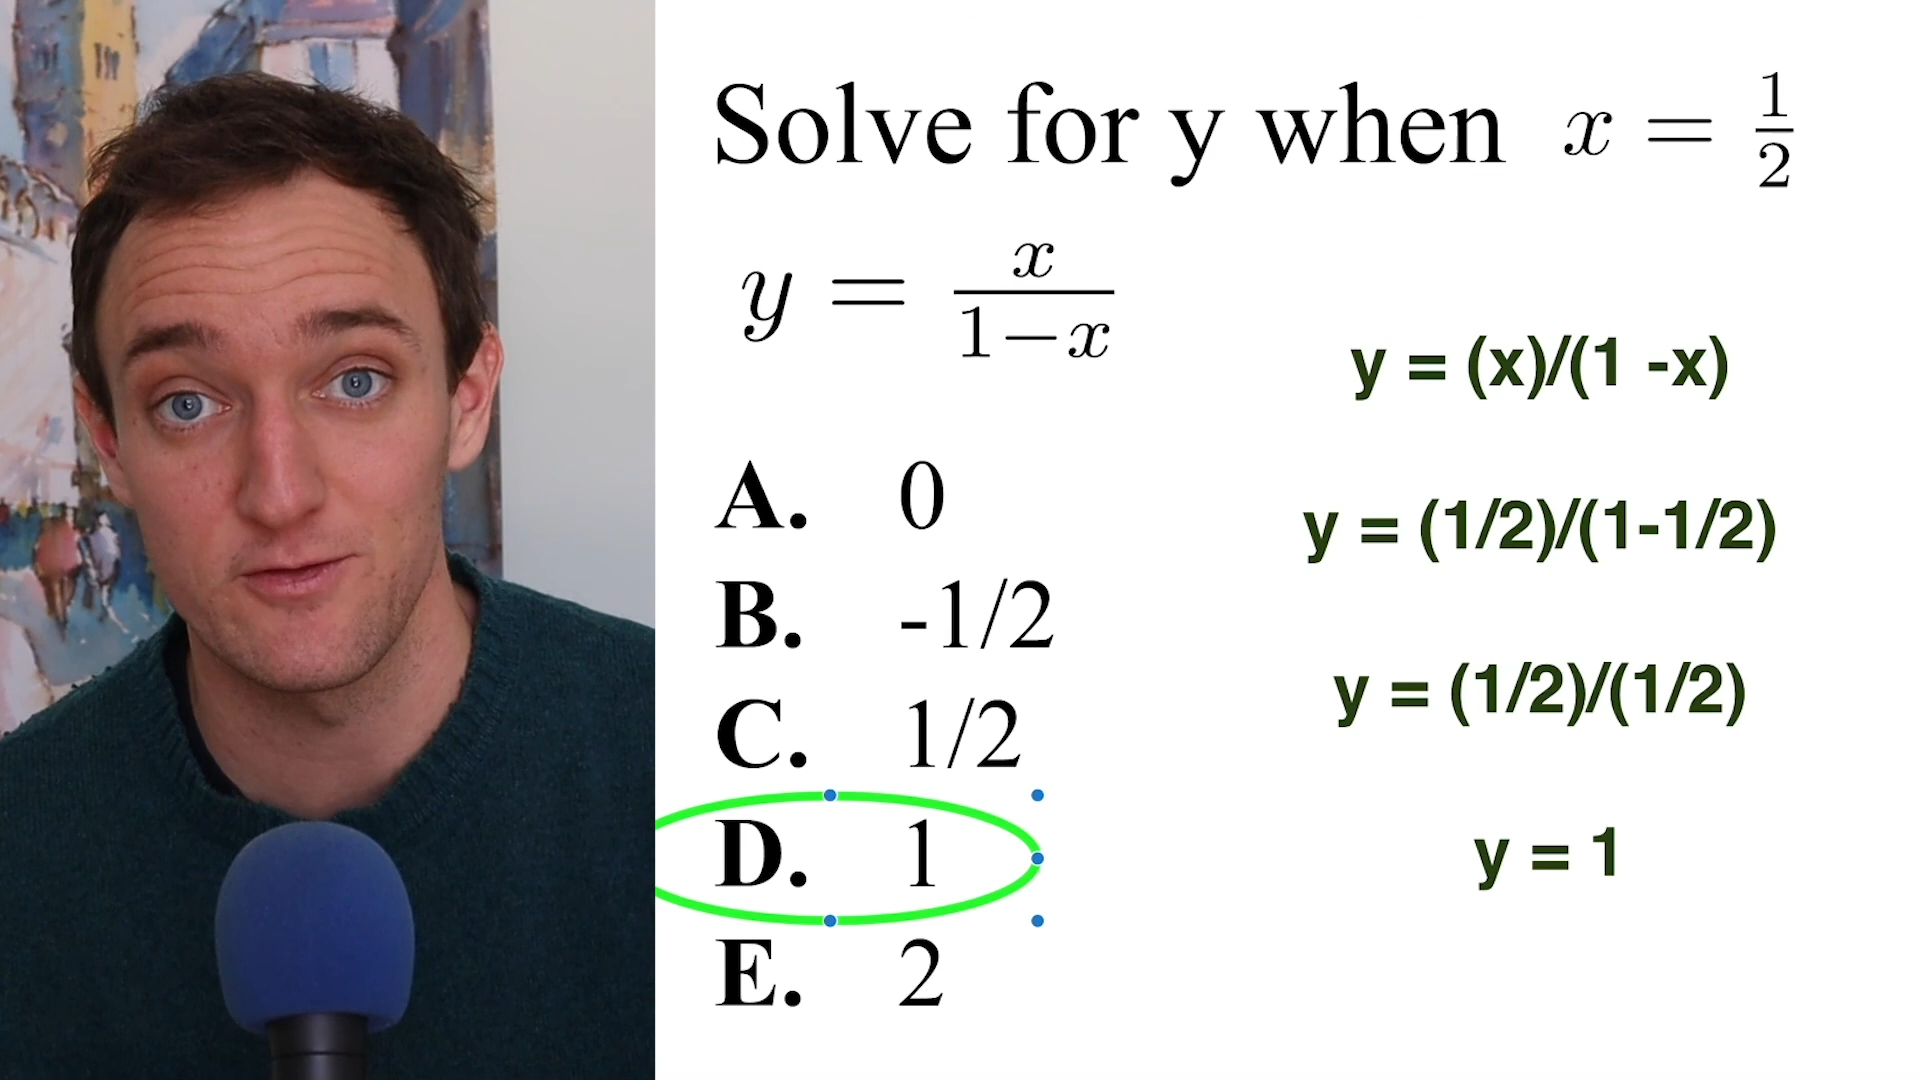 Solve for y when x = 1/2
y = x/(1−x)
y = (x)/(1 -x)
A. 0
y = (1/2)/(1-1/2)
B. -1/2
y = (1/2)/(1/2)
C. 1/2
D. 1
y = 1
E. 2